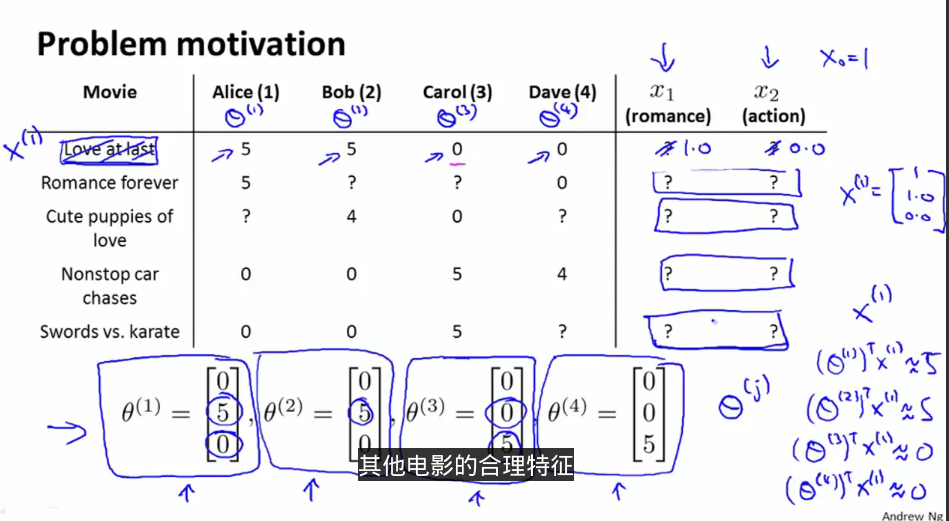 Problem motivation
x₀=1
Movie Alice (1) Bob (2) Carol (3) Dave (4) x₁ (romance) x₂ (action)
θ⁽¹⁾ θ⁽²⁾ θ⁽³⁾ θ⁽⁴⁾
x⁽¹⁾ Love at last 5 5 0 0 1.0 0.0
Romance forever 5 ? ? 0 ? ?
x⁽¹⁾ = [1 1.0 0.0]
Cute puppies of love ? 4 0 ? ? ?
Nonstop car chases 0 0 5 4 ? ?
x⁽¹⁾
Swords vs. karate 0 0 5 ? ? ?
θ⁽¹⁾ = [0 5 0], θ⁽²⁾ = [0 5 0], θ⁽³⁾ = [0 0 5], θ⁽⁴⁾ = [0 0 5]
θ⁽ʲ⁾
(θ⁽¹⁾)ᵀx⁽¹⁾≈5
(θ⁽²⁾)ᵀx⁽¹⁾≈5
(θ⁽³⁾)ᵀx⁽¹⁾≈0
(θ⁽⁴⁾)ᵀx⁽¹⁾≈0
其他电影的合理特征
Andrew Ng